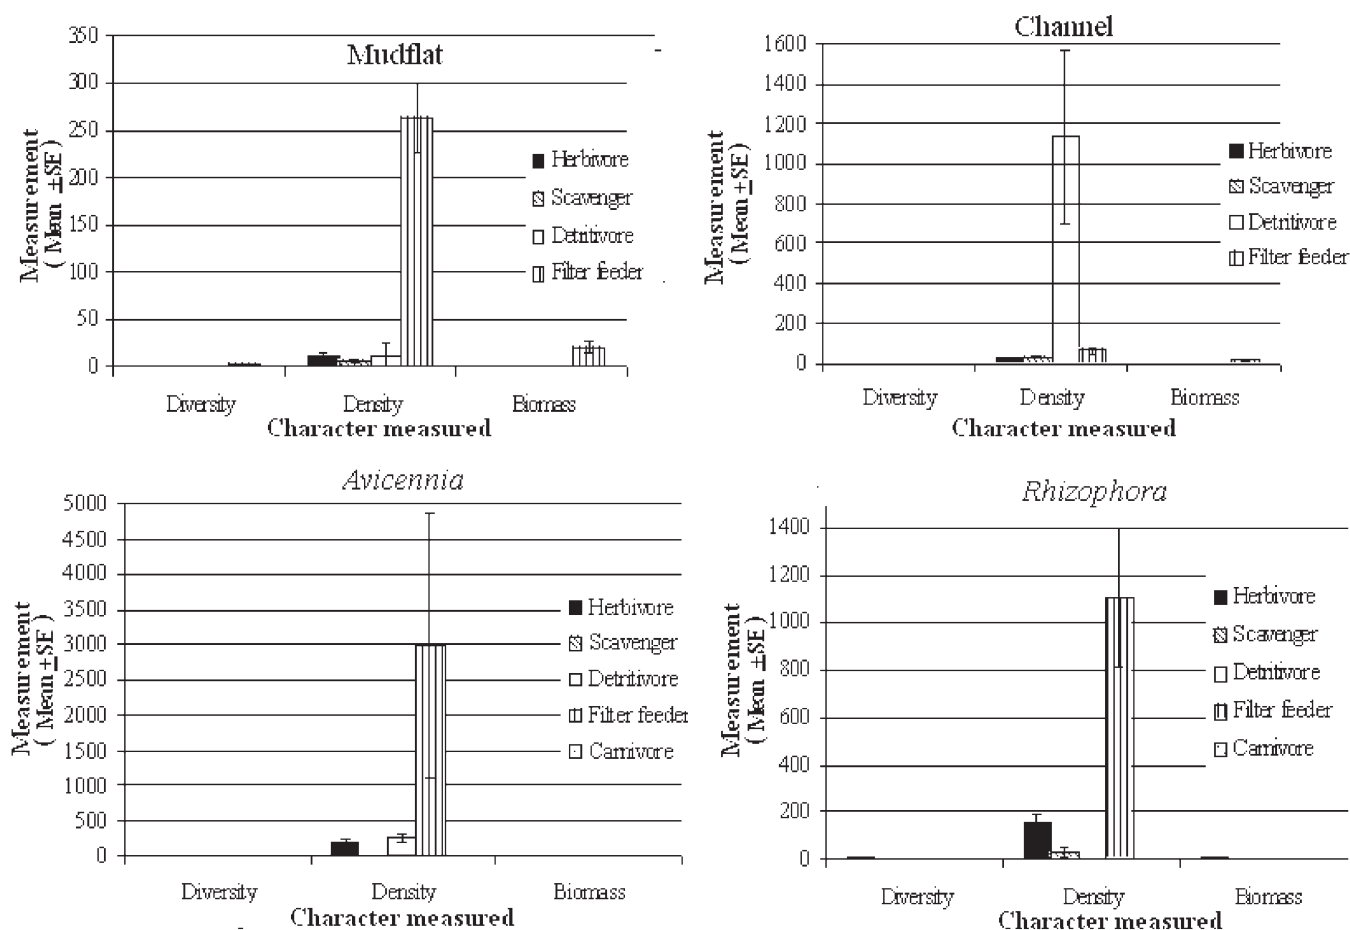 Mudflat
350
300
250
200
150
100
50
0
Measurement
( Mean ±SE)
Herbivore
Scavenger
Detritivore
Filter feeder
Diversity Density Biomass
Character measured
Channel
1600
1400
1200
1000
800
600
400
200
0
Measurement
( Mean ±SE)
Herbivore
Scavenger
Detritivore
Filter feeder
Diversity Density Biomass
Character measured
Avicennia
5000
4500
4000
3500
3000
2500
2000
1500
1000
500
0
Measurement
( Mean ±SE )
Herbivore
Scavenger
Detritivore
Filter feeder
Carnivore
Diversity Density Biomass
Character measured
Rhizophora
1400
1200
1000
800
600
400
200
0
Measurement
( Mean ±SE )
Herbivore
Scavenger
Detritivore
Filter feeder
Carnivore
Diversity Density Biomass
Character measured